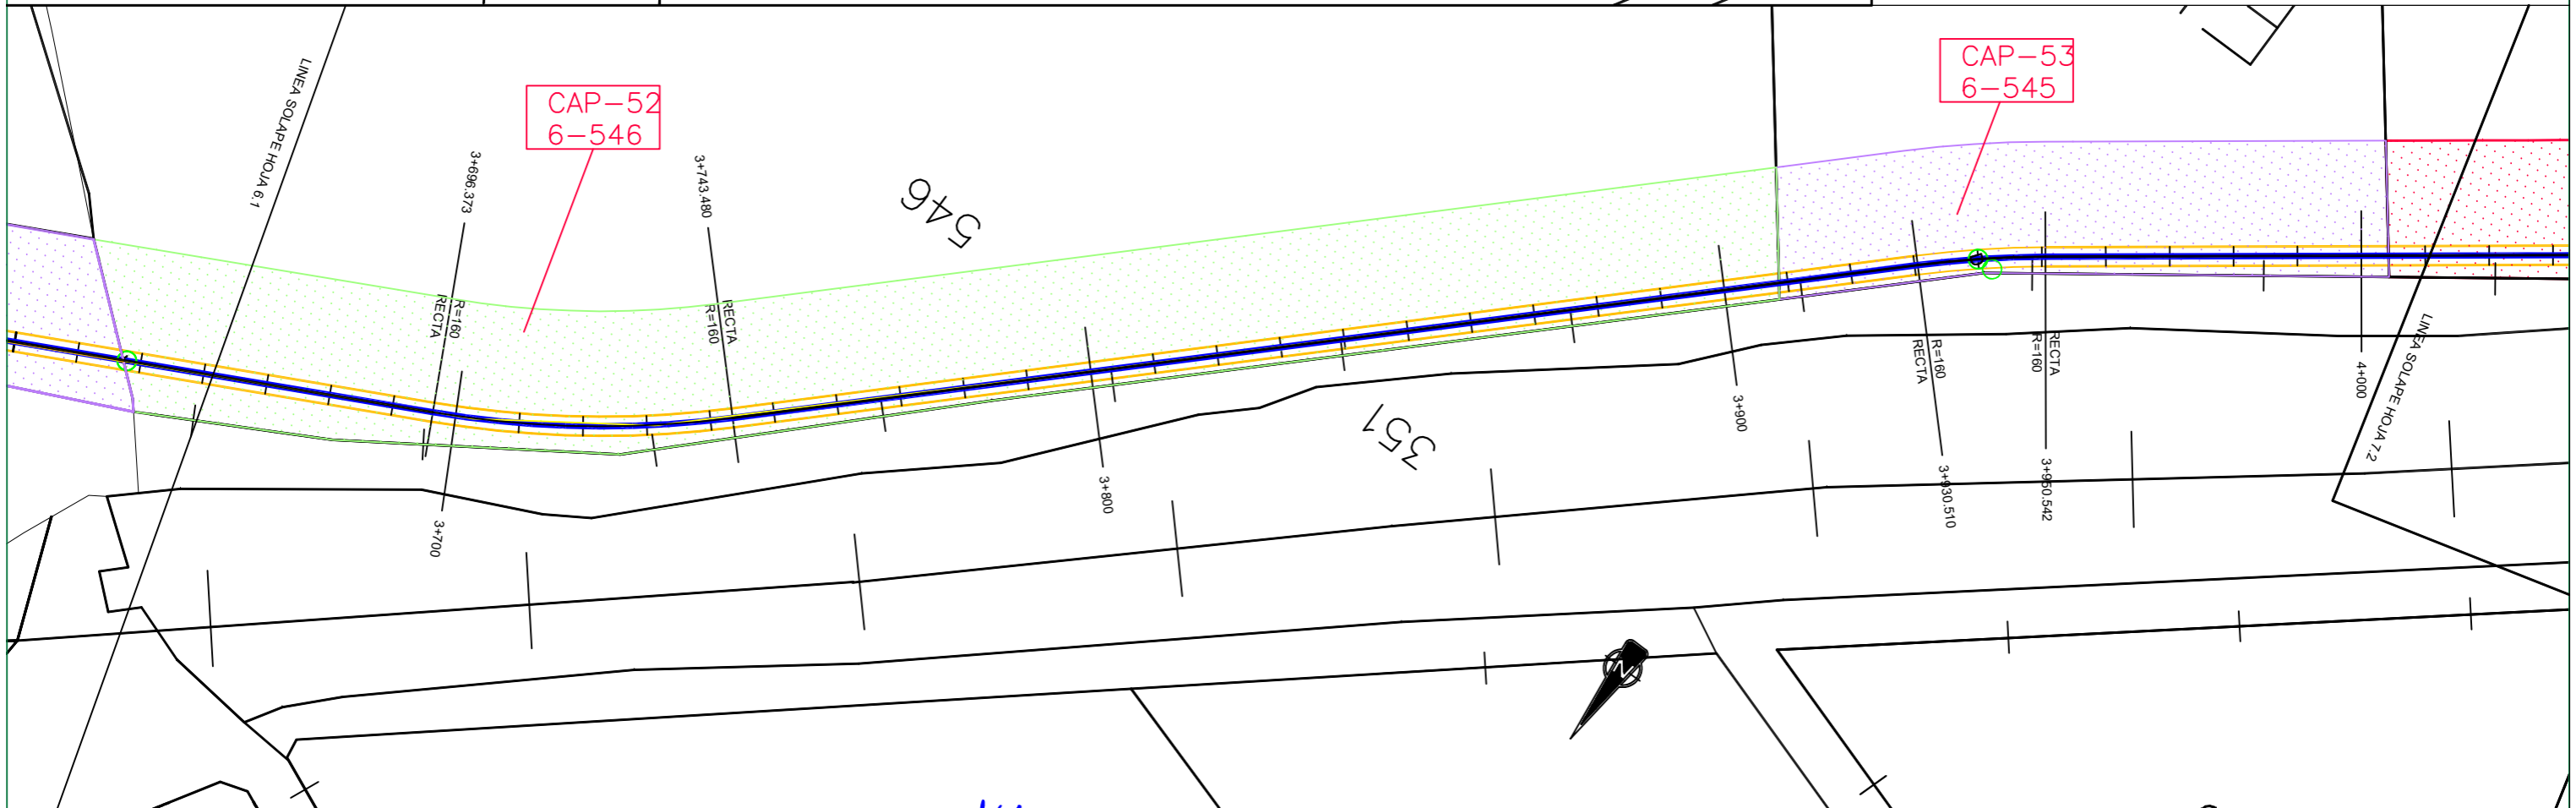 LINEA SOLAPE HOJA 6.1
CAP-52
6-546
CAP-53
6-545
3+696.373
R=160
RECTA
3+743.480
RECTA
R=160
546
3+700
3+800
351
3+900
R=160
RECTA
3+930.510
RECTA
R=160
3+950.542
4+000
LINEA SOLAPE HOJA 7.2
N